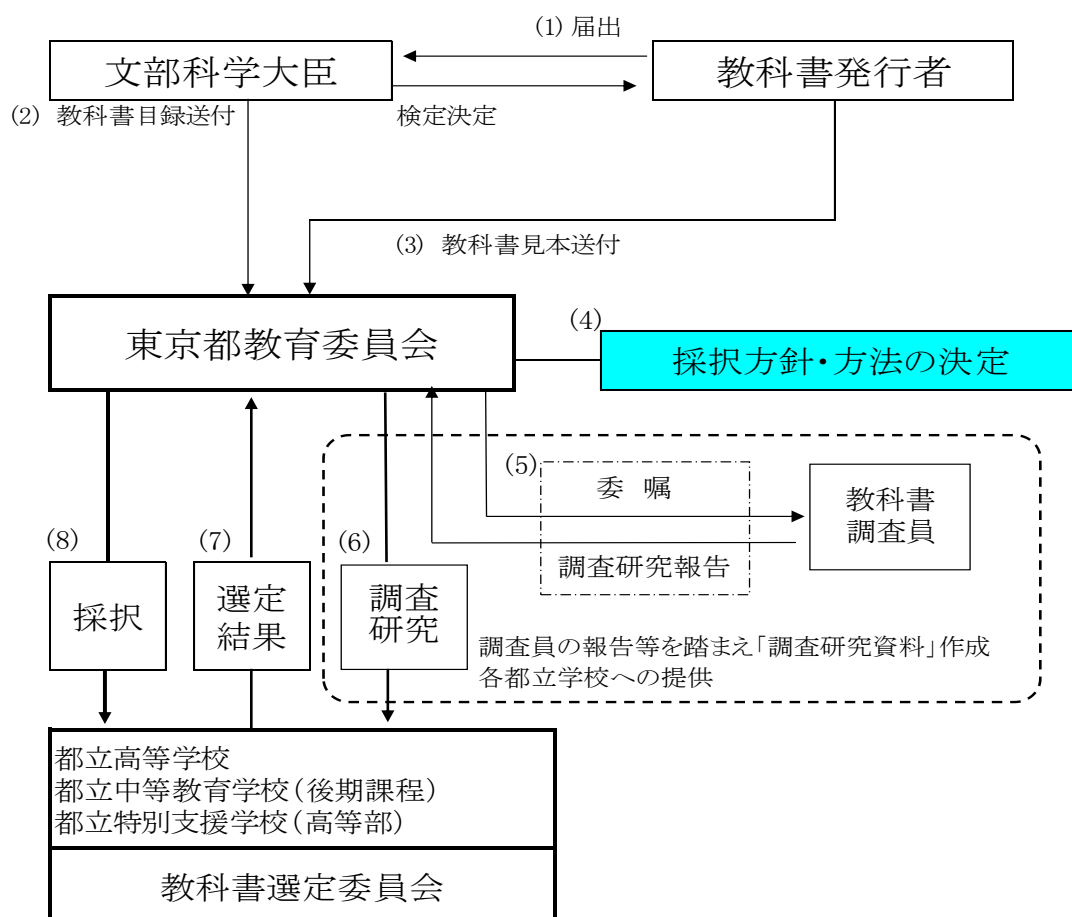 (1) 届出
文部科学大臣
教科書発行者
(2) 教科書目録送付
検定決定
(3) 教科書見本送付
東京都教育委員会
(4)
採択方針・方法の決定
(5)
委 嘱
教科書
調査員
調査研究報告
(8)
採択
(7)
選定
結果
(6)
調査
研究
調査員の報告等を踏まえ「調査研究資料」作成
各都立学校への提供
都立高等学校
都立中等教育学校(後期課程)
都立特別支援学校(高等部)
教科書選定委員会